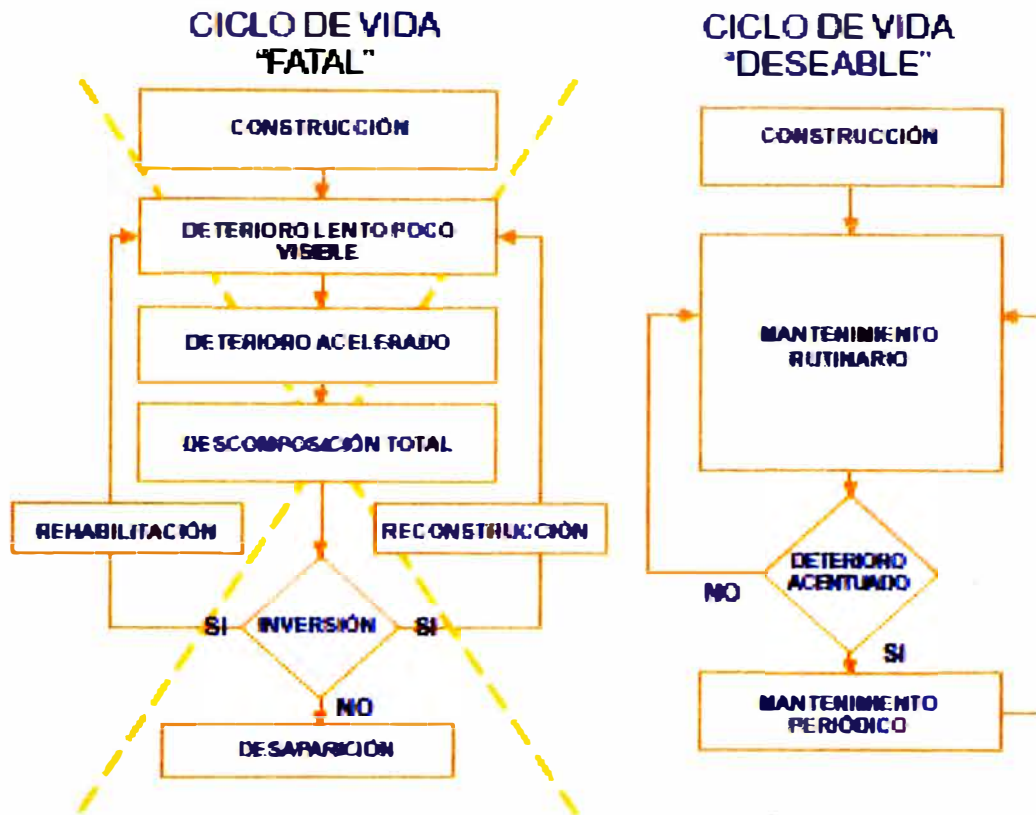 CICLO DE VIDA
"FATAL"
CONSTRUCCIÓN
DETERIORO LENTO POCO
VISIBLE
DETERIORO ACELERADO
DESCOMPOSICIÓN TOTAL
REHABILITACIÓN
RECONSTRUCCIÓN
SI
INVERSIÓN
SI
NO
DESAPARICIÓN
CICLO DE VIDA
"DESEABLE"
CONSTRUCCIÓN
MANTENIMIENTO
RUTINARIO
DETERIORO
ACENTUADO
NO
SI
MANTENIMIENTO
PERIÓDICO